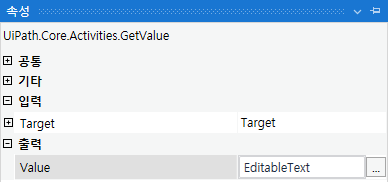 속성
UiPath.Core.Activities.GetValue
공통
기타
입력
Target Target
출력
Value EditableText ...